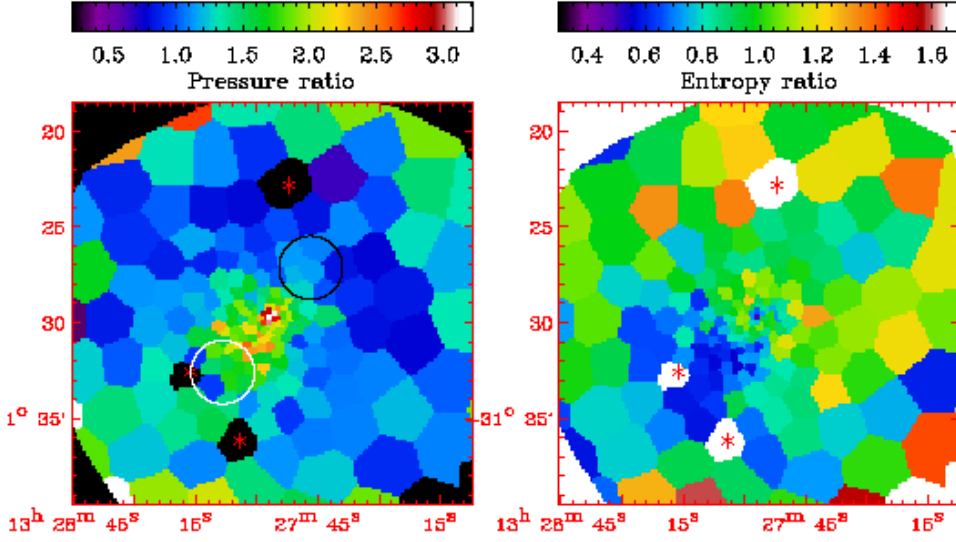 0.5 1.0 1.5 2.0 2.5 3.0
Pressure ratio
0.4 0.6 0.8 1.0 1.2 1.4 1.6
Entropy ratio
20
25
30
1° 35'
-31° 35'
20
25
30
13ʰ 28ᵐ 45ˢ 15ˢ 27ᵐ 45ˢ 15ˢ
13ʰ 28ᵐ 45ˢ 15ˢ 27ᵐ 45ˢ 15ˢ